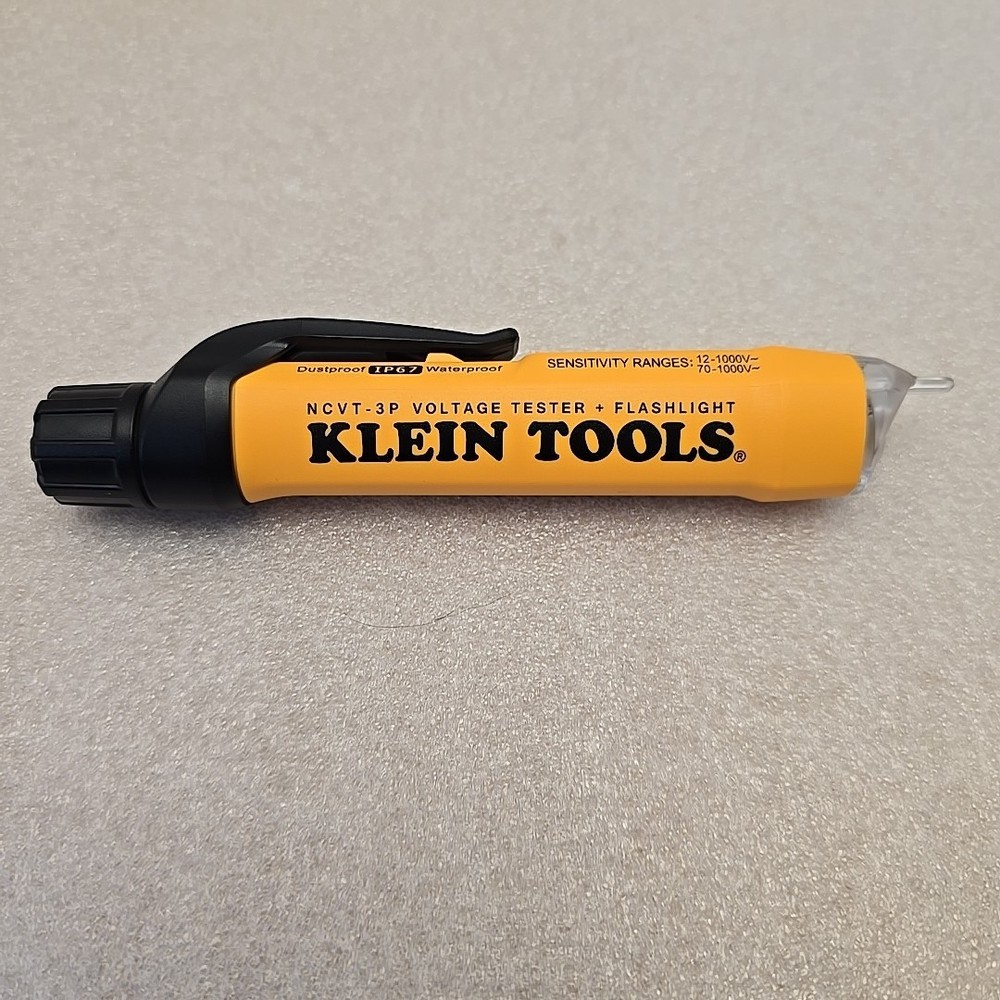 Dustproof IP67 Waterproof
SENSITIVITY RANGES: 12-1000V~
70-1000V~
NCVT-3P VOLTAGE TESTER + FLASHLIGHT
KLEIN TOOLS®